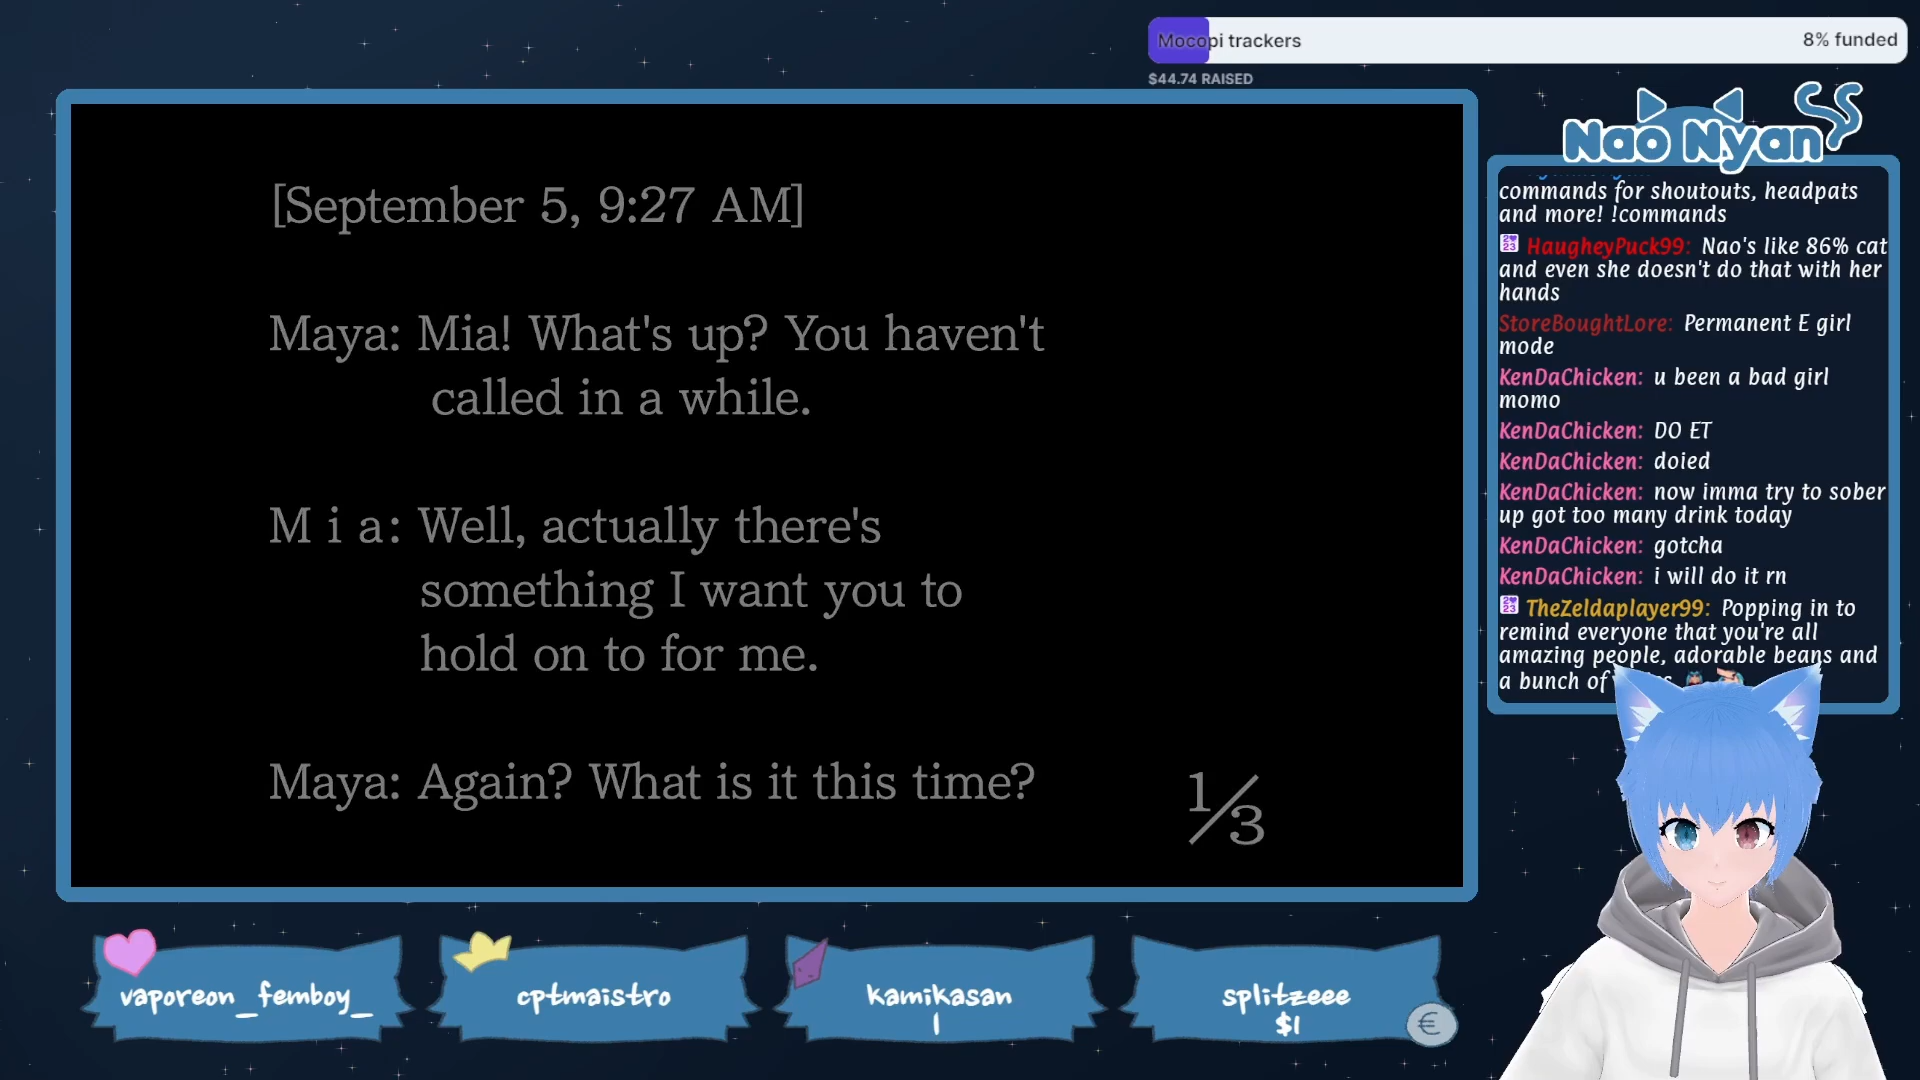 Mocopi trackers 8% funded
$44.74 RAISED
Nao Nyan
[September 5, 9:27 AM]
Maya: Mia! What's up? You haven't
called in a while.
M i a: Well, actually there's
something I want you to
hold on to for me.
Maya: Again? What is it this time?
1/3
commands for shoutouts, headpats
and more! !commands
HaugheyPuck99: Nao's like 86% cat
and even she doesn't do that with her
hands
StoreBoughtLore: Permanent E girl
mode
KenDaChicken: u been a bad girl
momo
KenDaChicken: DO ET
KenDaChicken: doied
KenDaChicken: now imma try to sober
up got too many drink today
KenDaChicken: gotcha
KenDaChicken: i will do it rn
TheZeldaplayer99: Popping in to
remind everyone that you're all
amazing people, adorable beans and
a bunch of
vaporeon_femboy_
cptmaistro
kamikasan
1
splitzeee
$1
€